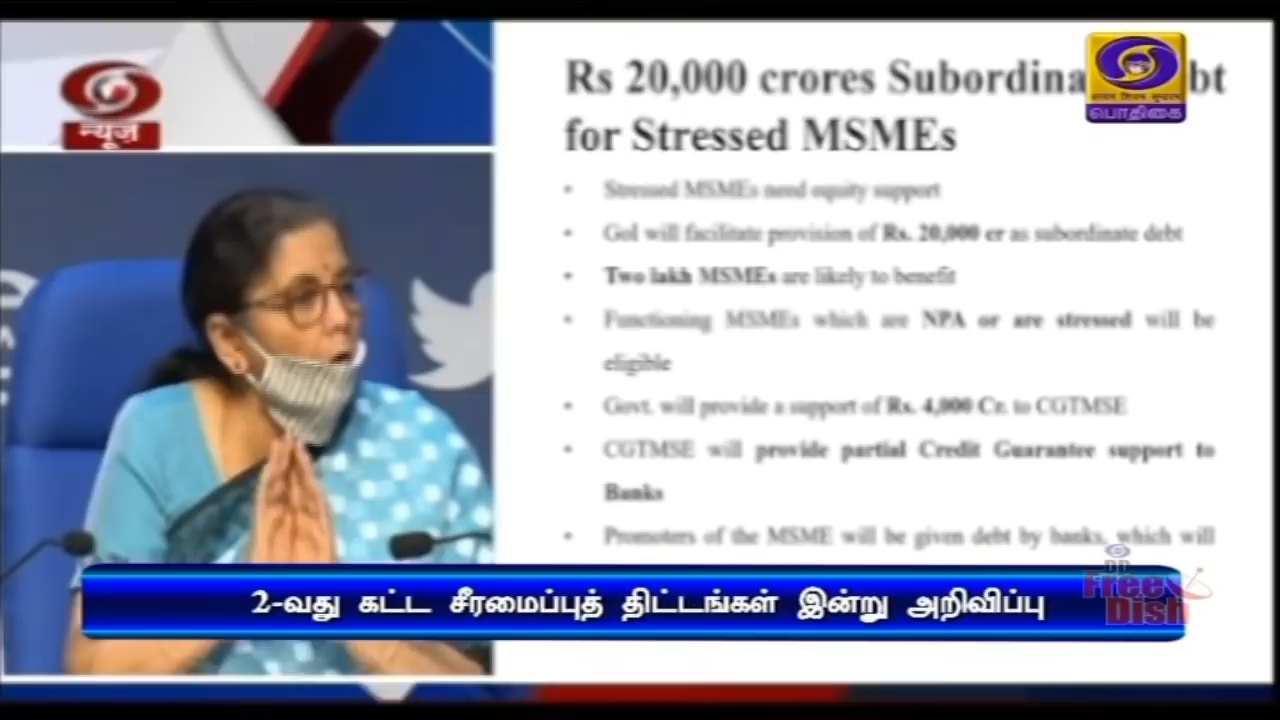 न्यूज़
Rs 20,000 crores Subordina bt
for Stressed MSMEs
பொதிகை
• Stressed MSMEs need equity support
• GoI will facilitate provision of Rs. 20,000 cr as subordinate debt
• Two lakh MSMEs are likely to benefit
• Functioning MSMEs which are NPA or are stressed will be
eligible
• Govt. will provide a support of Rs. 4,000 Cr. to CGTMSE
• CGTMSE will provide partial Credit Guarantee support to
Banks
• Promoters of the MSME will be given debt by banks, which will
DD
Free
Dish
2-வது கட்ட சீரமைப்புத் திட்டங்கள் இன்று அறிவிப்பு